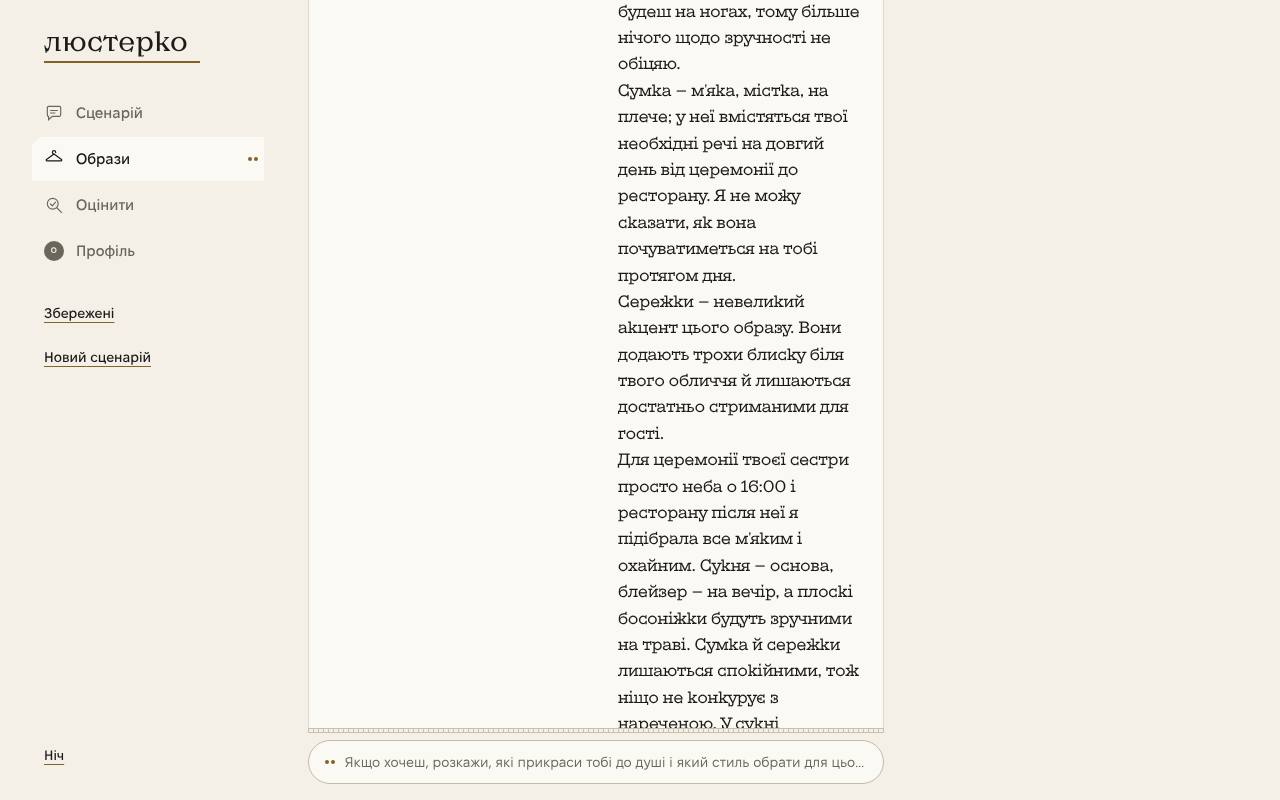 люстерко
Сценарій
Образи
Оцінити
О
Профіль
Збережені
Новий сценарій
Ніч
будеш на ногах, тому більше
нічого щодо зручності не
обіцяю.
Сумка – м'яка, містка, на
плече; у неї вмістяться твої
необхідні речі на довгий
день від церемонії до
ресторану. Я не можу
сказати, як вона
почуватиметься на тобі
протягом дня.
Сережки – невеликий
акцент цього образу. Вони
додають трохи блиску біля
твого обличчя й лишаються
достатньо стриманими для
гості.
Для церемонії твоєї сестри
просто неба о 16:00 і
ресторану після неї я
підібрала все м'яким і
охайним. Сукня – основа,
блейзер – на вечір, а плоскі
босоніжки будуть зручними
на траві. Сумка й сережки
лишаються спокійними, тож
ніщо не конкурує з
нареченою. У сукні
Якщо хочеш, розкажи, які прикраси тобі до душі і який стиль обрати для цьо...